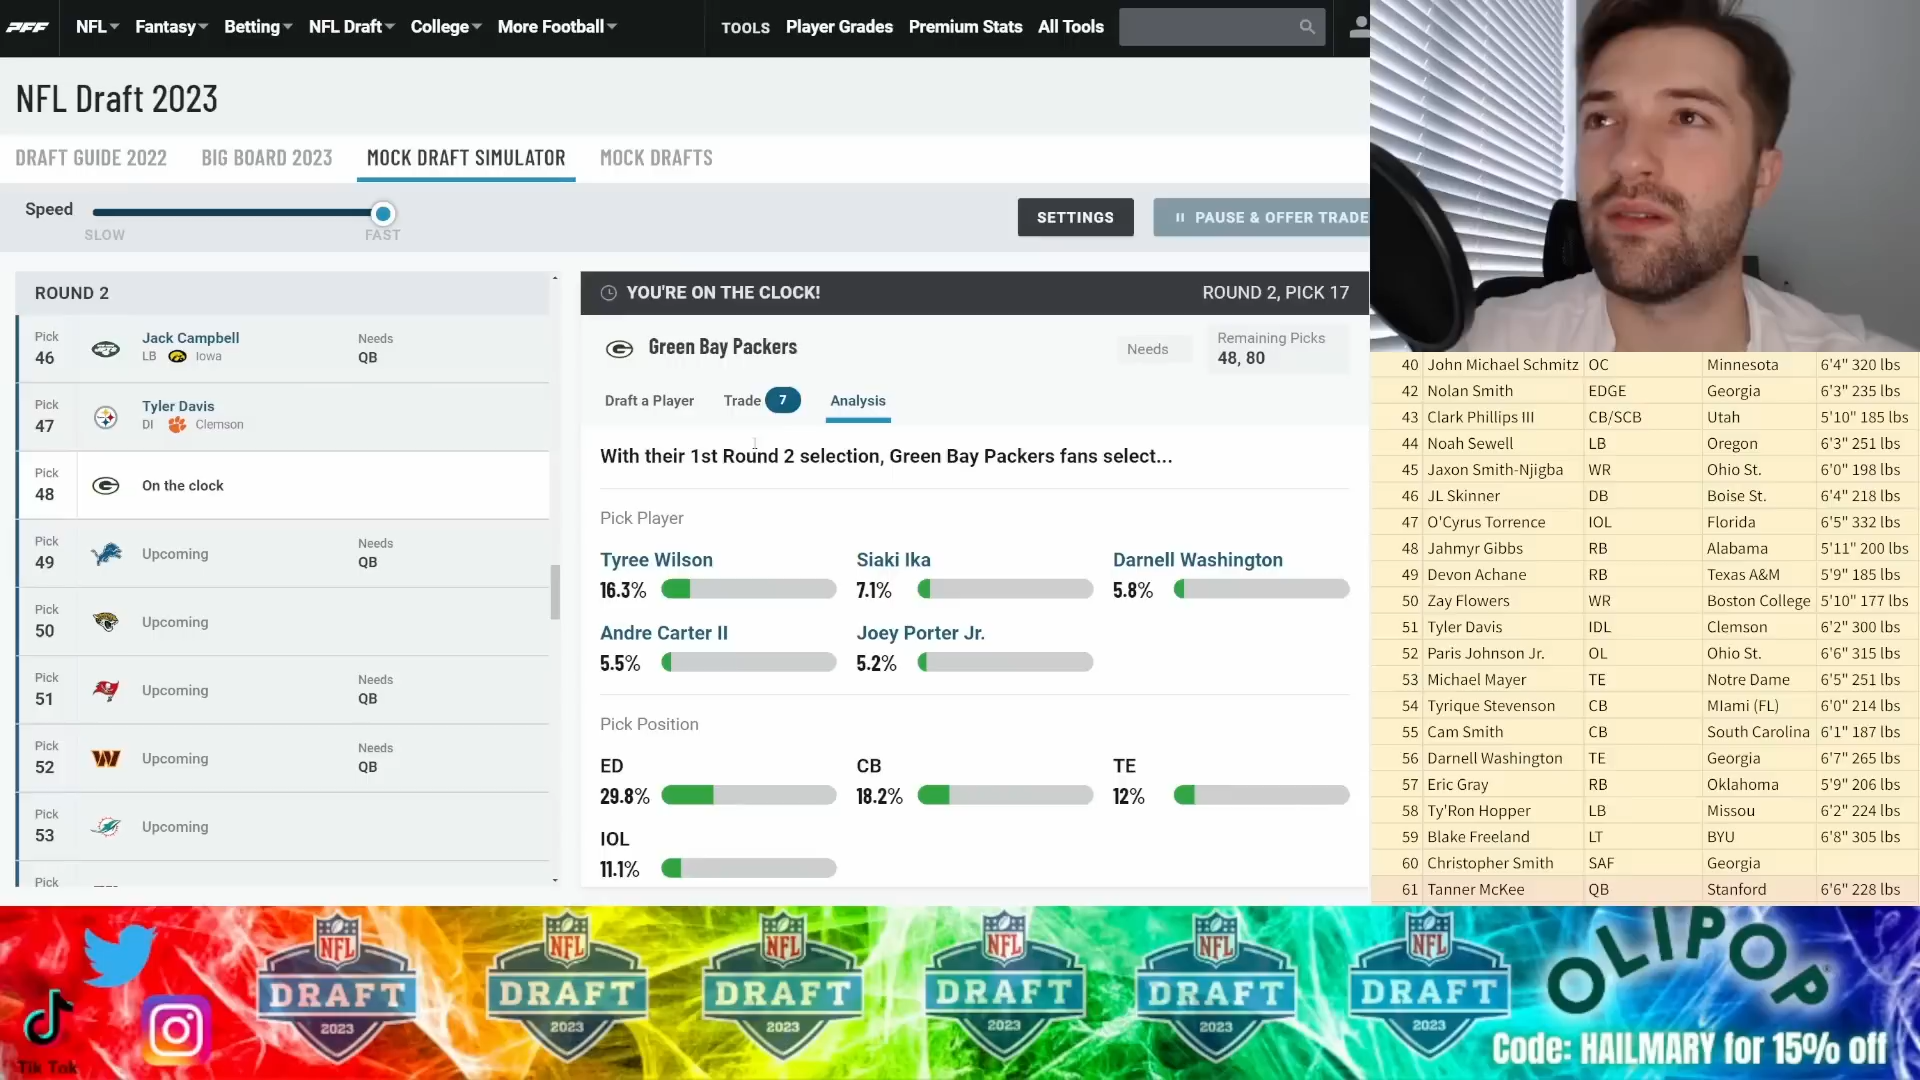 PFF
NFL
Fantasy
Betting
NFL Draft
College
More Football
TOOLS
Player Grades
Premium Stats
All Tools
NFL Draft 2023
DRAFT GUIDE 2022
BIG BOARD 2023
MOCK DRAFT SIMULATOR
MOCK DRAFTS
Speed
SLOW
FAST
SETTINGS
PAUSE & OFFER TRADE
ROUND 2
Pick
46
Jack Campbell
LB Iowa
Needs
QB
Pick
47
Tyler Davis
DI Clemson
Pick
48
On the clock
Pick
49
Upcoming
Needs
QB
Pick
50
Upcoming
Pick
51
Upcoming
Needs
QB
Pick
52
Upcoming
Needs
QB
Pick
53
Upcoming
Pick
YOU'RE ON THE CLOCK!
ROUND 2, PICK 17
Green Bay Packers
Needs
Remaining Picks
48, 80
Draft a Player
Trade 7
Analysis
With their 1st Round 2 selection, Green Bay Packers fans select...
Pick Player
Tyree Wilson
16.3%
Siaki Ika
7.1%
Darnell Washington
5.8%
Andre Carter II
5.5%
Joey Porter Jr.
5.2%
Pick Position
ED
29.8%
CB
18.2%
TE
12%
IOL
11.1%
40 John Michael Schmitz OC Minnesota 6'4" 320 lbs
42 Nolan Smith EDGE Georgia 6'3" 235 lbs
43 Clark Phillips III CB/SCB Utah 5'10" 185 lbs
44 Noah Sewell LB Oregon 6'3" 251 lbs
45 Jaxon Smith-Njigba WR Ohio St. 6'0" 198 lbs
46 JL Skinner DB Boise St. 6'4" 218 lbs
47 O'Cyrus Torrence IOL Florida 6'5" 332 lbs
48 Jahmyr Gibbs RB Alabama 5'11" 200 lbs
49 Devon Achane RB Texas A&M 5'9" 185 lbs
50 Zay Flowers WR Boston College 5'10" 177 lbs
51 Tyler Davis IDL Clemson 6'2" 300 lbs
52 Paris Johnson Jr. OL Ohio St. 6'6" 315 lbs
53 Michael Mayer TE Notre Dame 6'5" 251 lbs
54 Tyrique Stevenson CB MIami (FL) 6'0" 214 lbs
55 Cam Smith CB South Carolina 6'1" 187 lbs
56 Darnell Washington TE Georgia 6'7" 265 lbs
57 Eric Gray RB Oklahoma 5'9" 206 lbs
58 Ty'Ron Hopper LB Missou 6'2" 224 lbs
59 Blake Freeland LT BYU 6'8" 305 lbs
60 Christopher Smith SAF Georgia
61 Tanner McKee QB Stanford 6'6" 228 lbs
Tik Tok
NFL
DRAFT
2023
NFL
DRAFT
2023
NFL
DRAFT
2023
NFL
DRAFT
2023
NFL
DRAFT
2023
NFL
DRAFT
2023
OLIPOP
Code: HAILMARY for 15% off